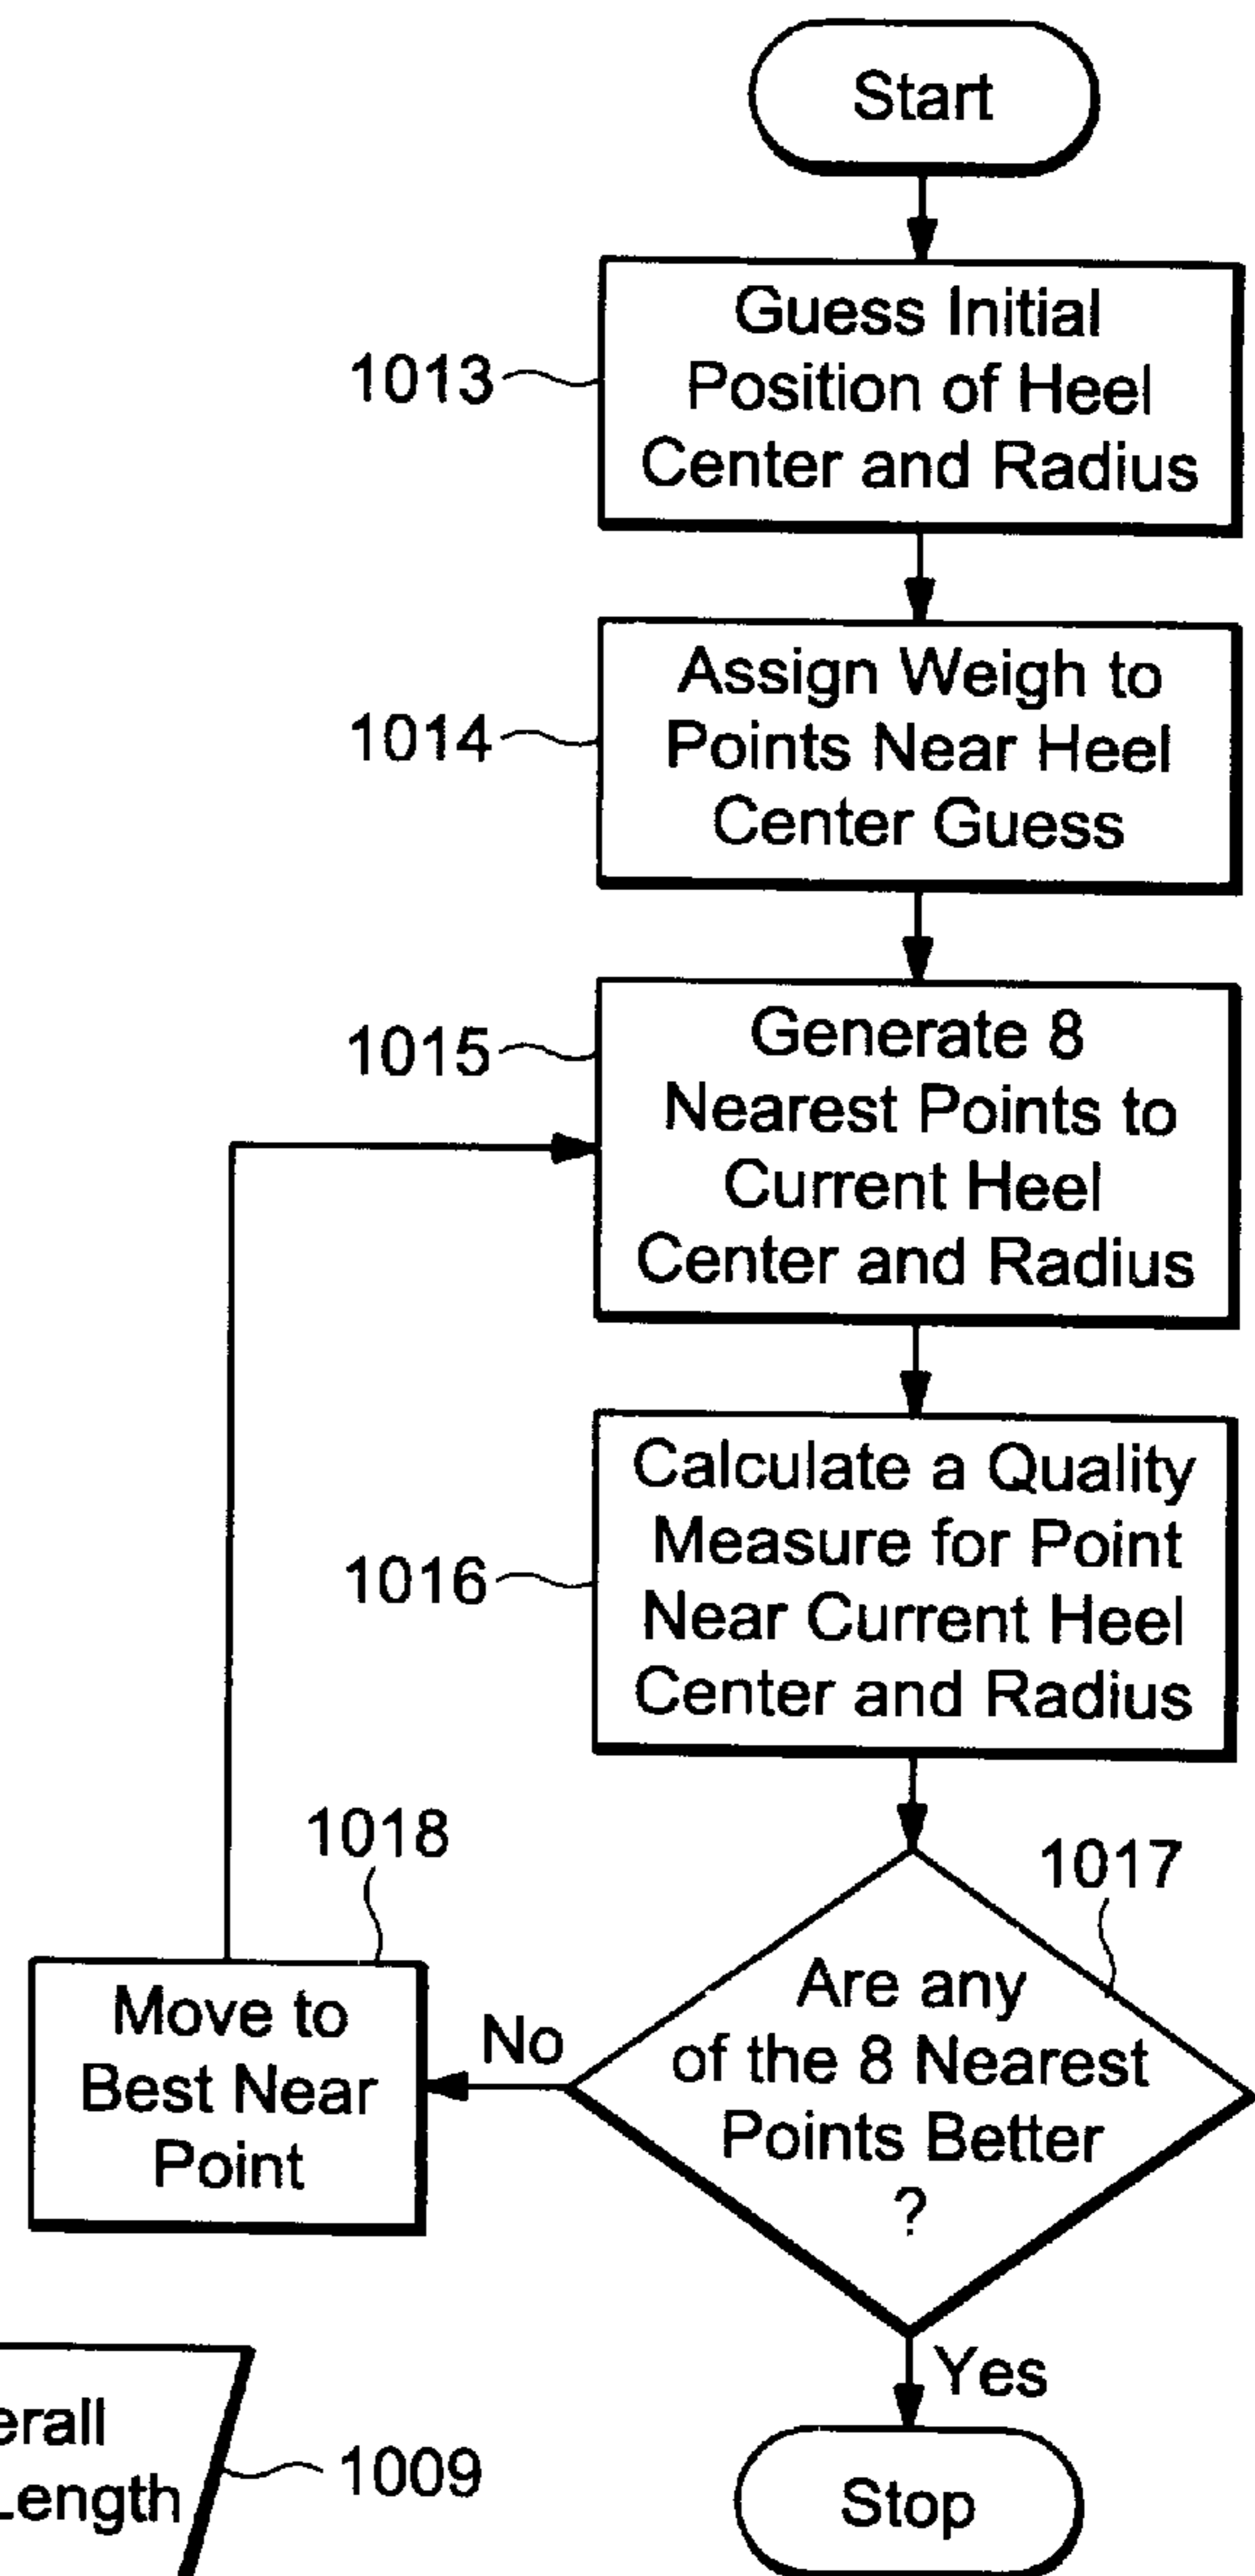 Start
1013
Guess Initial
Position of Heel
Center and Radius
1014
Assign Weigh to
Points Near Heel
Center Guess
1015
Generate 8
Nearest Points to
Current Heel
Center and Radius
1016
Calculate a Quality
Measure for Point
Near Current Heel
Center and Radius
1018
1017
Move to
Best Near
Point
No
Are any
of the 8 Nearest
Points Better
?
Yes
Stop
erall
Length
1009